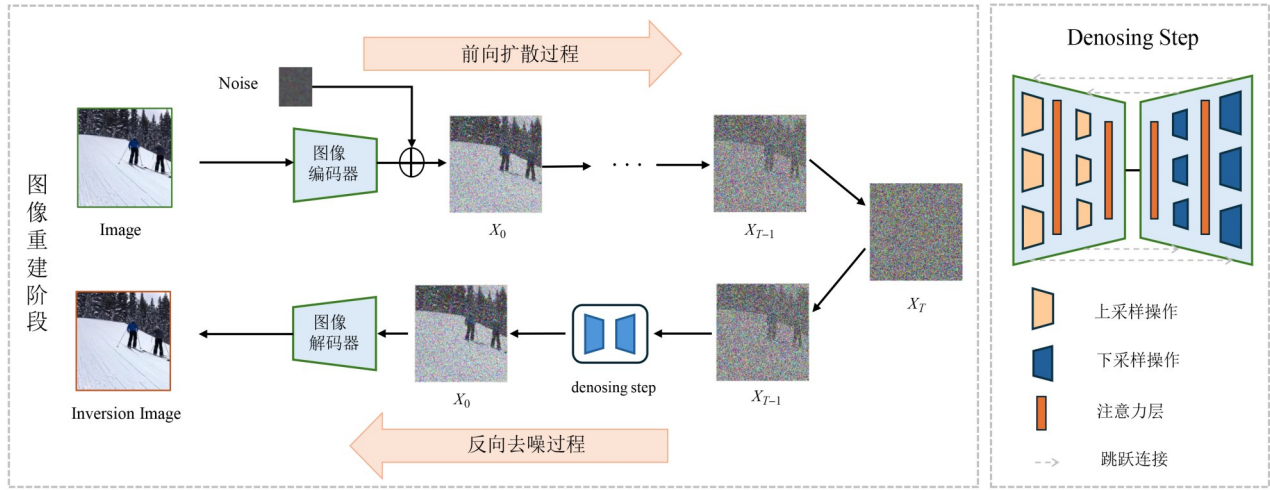 前向扩散过程
Noise
图像
编码器
Image
X₀
· · ·
X_{T−1}
X_T
图像重建阶段
图像
解码器
Inversion Image
X₀
denosing step
X_{T−1}
反向去噪过程
Denosing Step
上采样操作
下采样操作
注意力层
跳跃连接